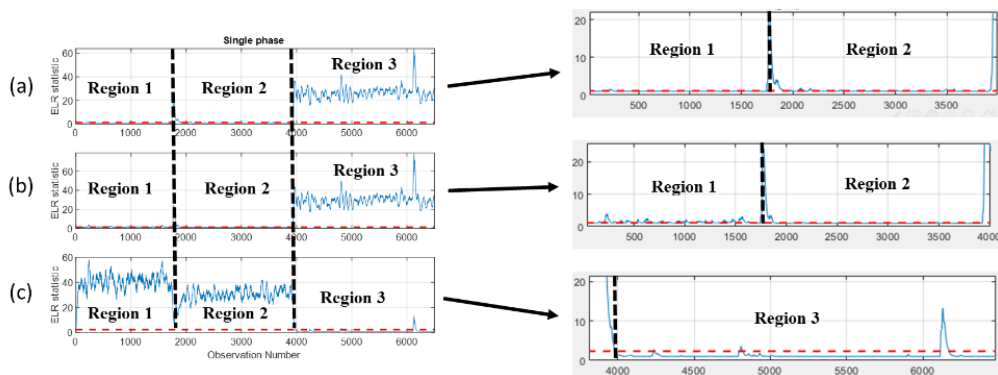 Single phase
(a)
ELR statistic
60
40
20
0
Region 1
Region 2
Region 3
0 1000 2000 3000 4000 5000 6000
20
10
0
Region 1
Region 2
500 1000 1500 2000 2500 3000 3500
(b)
ELR statistic
60
40
20
0
Region 1
Region 2
Region 3
0 1000 2000 3000 4000 5000 6000
20
10
0
Region 1
Region 2
500 1000 1500 2000 2500 3000 3500 4000
(c)
ELR statistic
60
40
20
0
Region 1
Region 2
Region 3
0 1000 2000 3000 4000 5000 6000
Observation Number
20
15
10
5
0
Region 3
4000 4500 5000 5500 6000